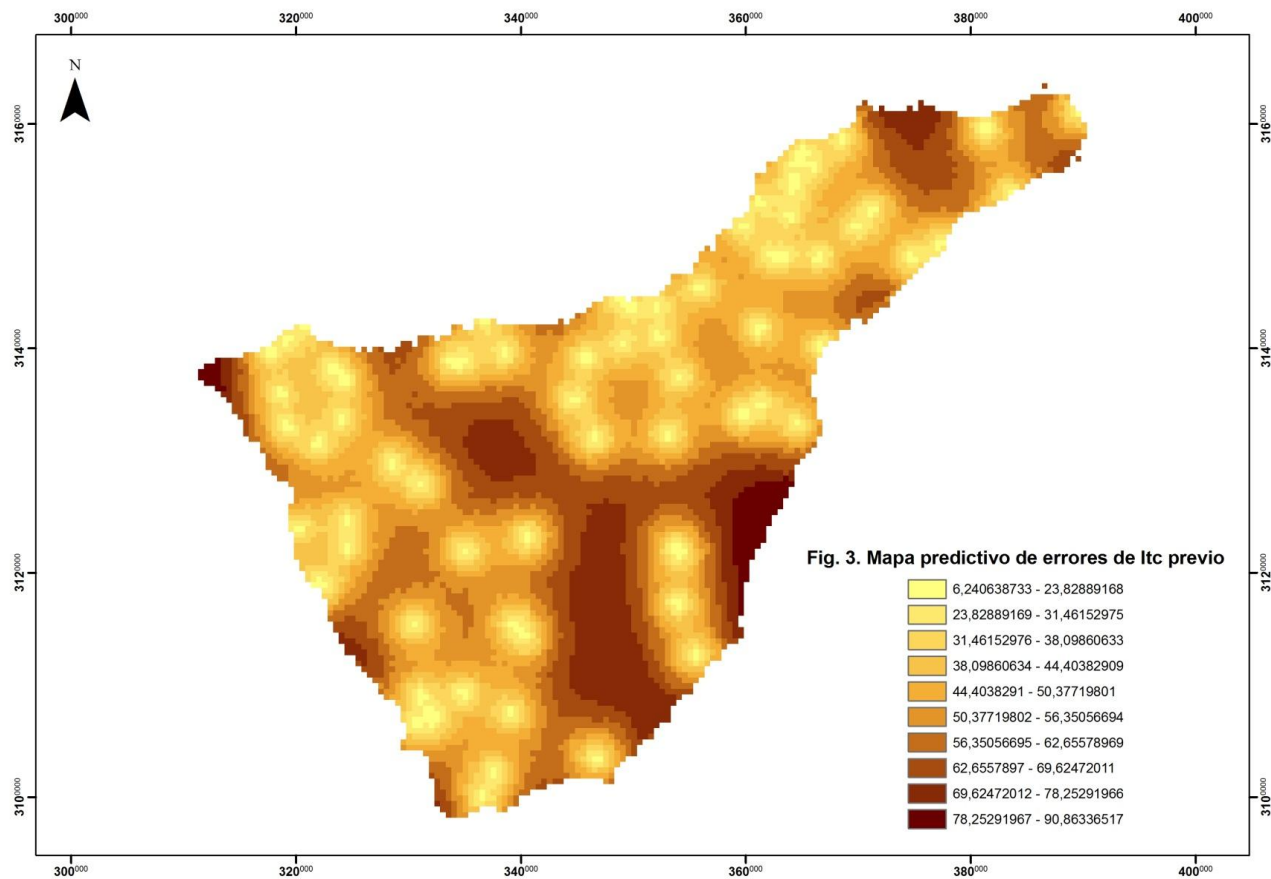 300000 320000 340000 360000 380000 400000
N
3160000 3160000
3140000 3140000
3120000 3120000
3100000 3100000
Fig. 3. Mapa predictivo de errores de Itc previo
6,240638733 - 23,82889168
23,82889169 - 31,46152975
31,46152976 - 38,09860633
38,09860634 - 44,40382909
44,4038291 - 50,37719801
50,37719802 - 56,35056694
56,35056695 - 62,65578969
62,6557897 - 69,62472011
69,62472012 - 78,25291966
78,25291967 - 90,86336517
300000 320000 340000 360000 380000 400000